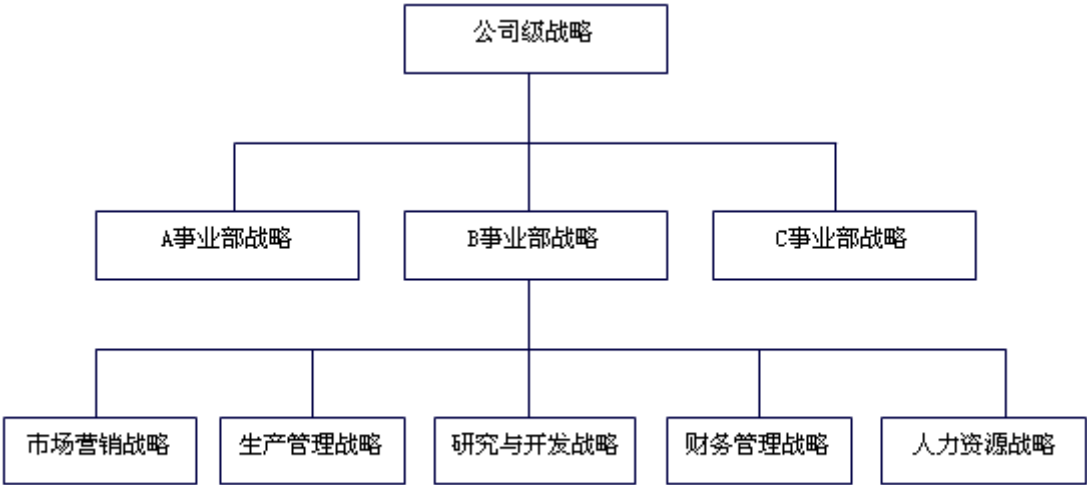 公司级战略
A事业部战略
B事业部战略
C事业部战略
市场营销战略
生产管理战略
研究与开发战略
财务管理战略
人力资源战略